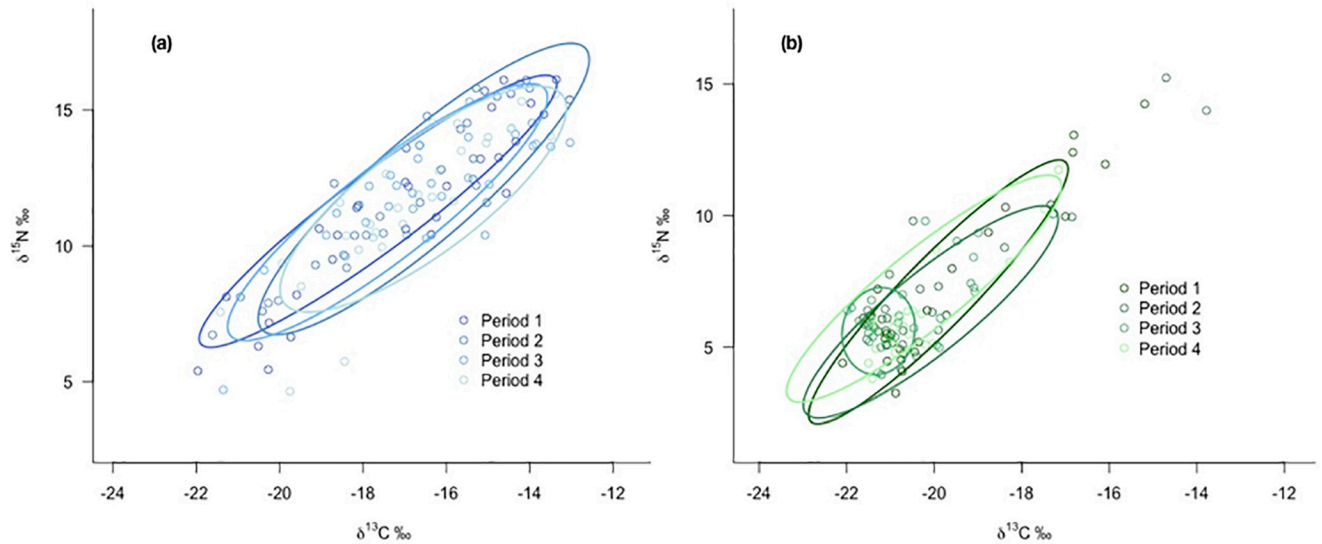 (a)
15
10
5
δ15N ‰
-24 -22 -20 -18 -16 -14 -12
δ13C ‰
Period 1
Period 2
Period 3
Period 4
(b)
15
10
5
δ15N ‰
-24 -22 -20 -18 -16 -14 -12
δ13C ‰
Period 1
Period 2
Period 3
Period 4